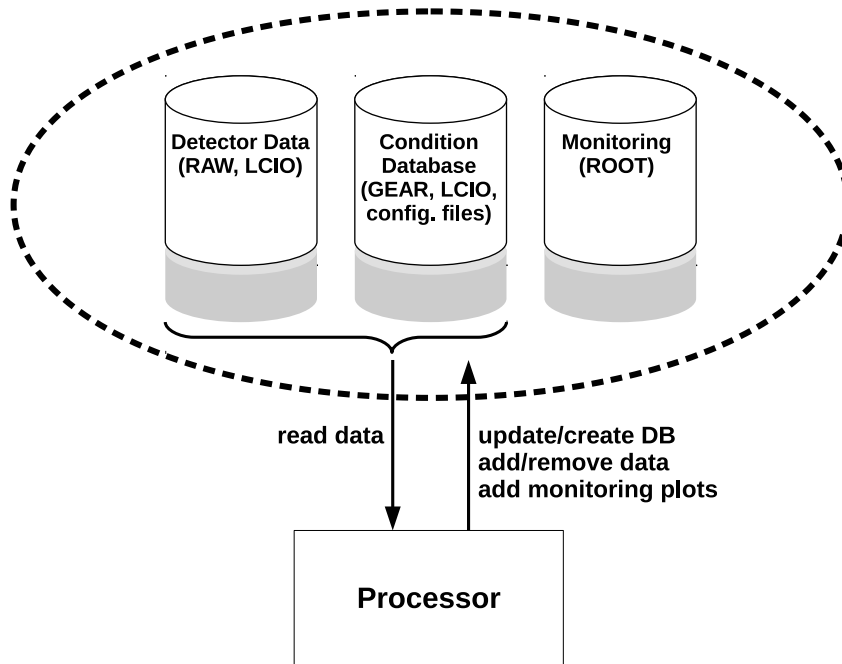 Detector Data
(RAW, LCIO)
Condition
Database
(GEAR, LCIO,
config. files)
Monitoring
(ROOT)
read data
update/create DB
add/remove data
add monitoring plots
Processor